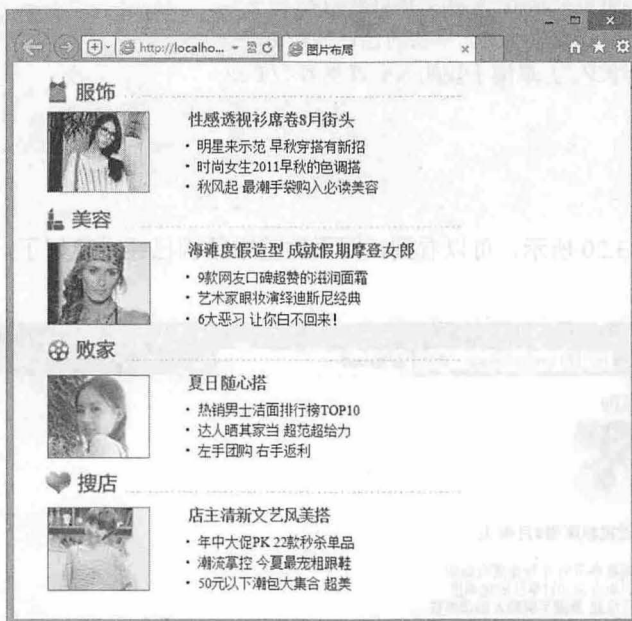 http://localho...
图片布局
服饰
性感透视衫席卷8月街头
• 明星来示范 早秋穿搭有新招
• 时尚女生2011早秋的色调搭
• 秋风起 最潮手袋购入必读美容
美容
海滩度假造型 成就假期摩登女郎
• 9款网友口碑超赞的滋润面霜
• 艺术家眼妆演绎迪斯尼经典
• 6大恶习 让你白不回来!
败家
夏日随心搭
• 热销男士洁面排行榜TOP10
• 达人晒其家当 超范超给力
• 左手团购 右手返利
搜店
店主清新文艺风美搭
• 年中大促PK 22款秒杀单品
• 潮流掌控 今夏最宠粗跟鞋
• 50元以下潮包大集合 超美